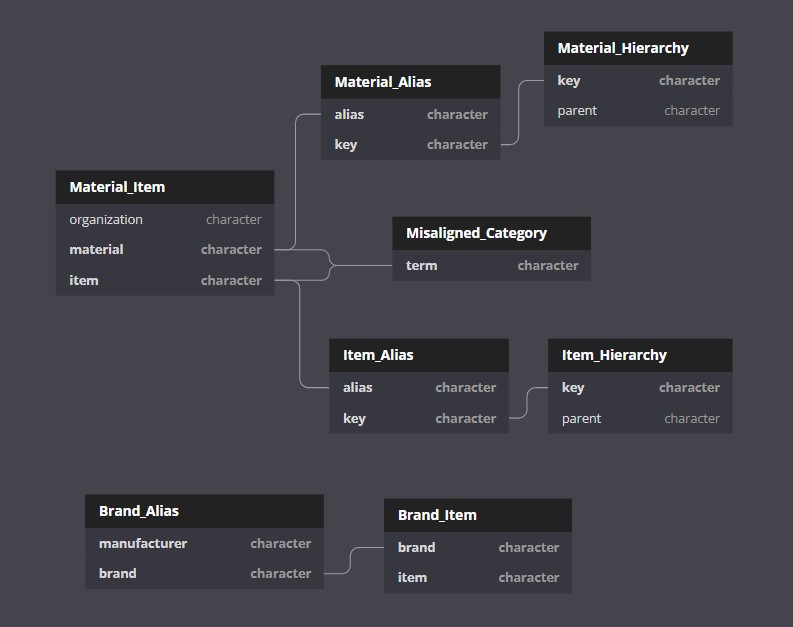 Material_Hierarchy
key character
parent character
Material_Alias
alias character
key character
Material_Item
organization character
material character
item character
Misaligned_Category
term character
Item_Alias
alias character
key character
Item_Hierarchy
key character
parent character
Brand_Alias
manufacturer character
brand character
Brand_Item
brand character
item character